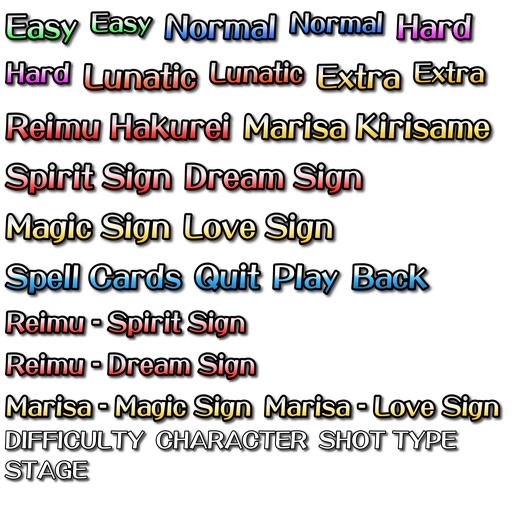 Easy Easy Normal Normal Hard
Hard Lunatic Lunatic Extra Extra
Reimu Hakurei Marisa Kirisame
Spirit Sign Dream Sign
Magic Sign Love Sign
Spell Cards Quit Play Back
Reimu - Spirit Sign
Reimu - Dream Sign
Marisa - Magic Sign Marisa - Love Sign
DIFFICULTY CHARACTER SHOT TYPE
STAGE